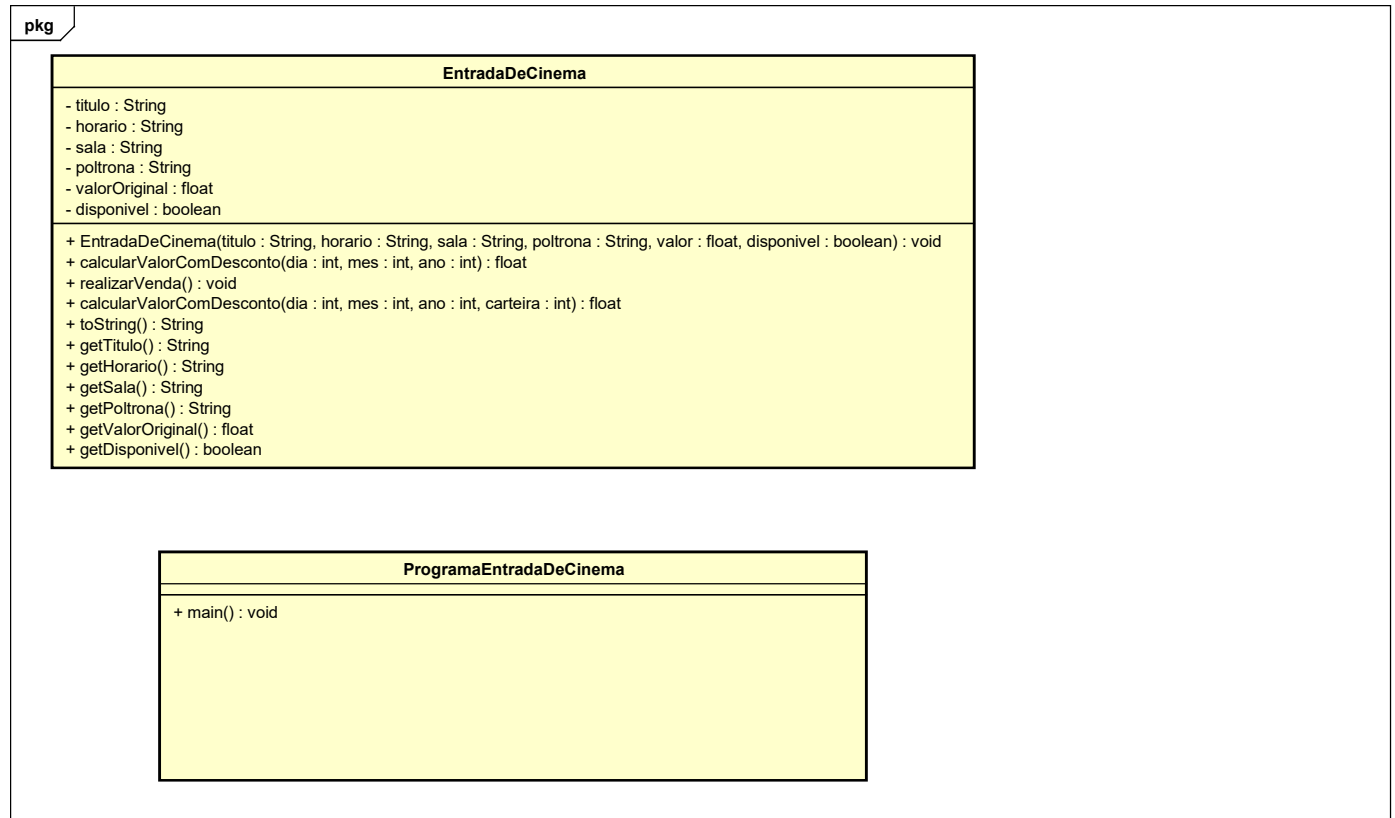 pkg
EntradaDeCinema
- titulo : String
- horario : String
- sala : String
- poltrona : String
- valorOriginal : float
- disponivel : boolean
+ EntradaDeCinema(titulo : String, horario : String, sala : String, poltrona : String, valor : float, disponivel : boolean) : void
+ calcularValorComDesconto(dia : int, mes : int, ano : int) : float
+ realizarVenda() : void
+ calcularValorComDesconto(dia : int, mes : int, ano : int, carteira : int) : float
+ toString() : String
+ getTitulo() : String
+ getHorario() : String
+ getSala() : String
+ getPoltrona() : String
+ getValorOriginal() : float
+ getDisponivel() : boolean
ProgramaEntradaDeCinema
+ main() : void